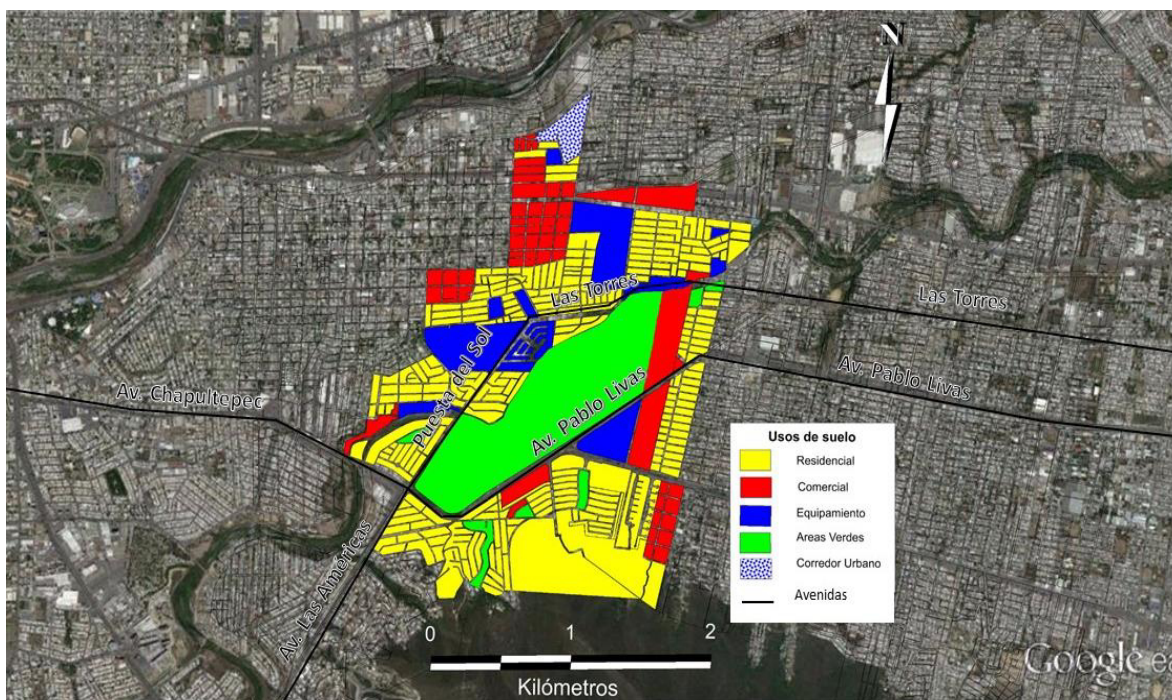 N
Las Torres
Las Torres
Puesta del Sol
Av. Chapultepec
Av. Pablo Livas
Av. Pablo Livas
Av. Las Américas
Usos de suelo
Residencial
Comercial
Equipamiento
Areas Verdes
Corredor Urbano
Avenidas
0 1 2
Kilómetros
Google e